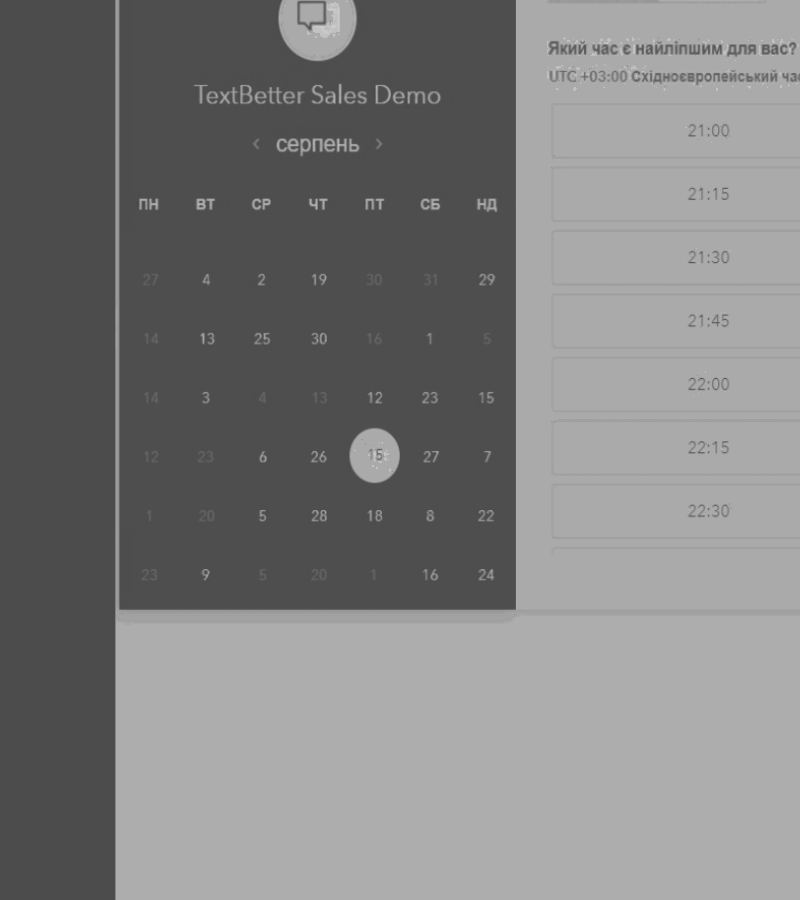 TextBetter Sales Demo
‹ серпень ›
ПН ВТ СР ЧТ ПТ СБ НД
27 4 2 19 30 31 29
14 13 25 30 16 1 5
14 3 4 13 12 23 15
12 23 6 26 15 27 7
1 20 5 28 18 8 22
23 9 5 20 1 16 24
Який час є найліпшим для вас?
UTC +03:00 Східноєвропейський час
21:00
21:15
21:30
21:45
22:00
22:15
22:30